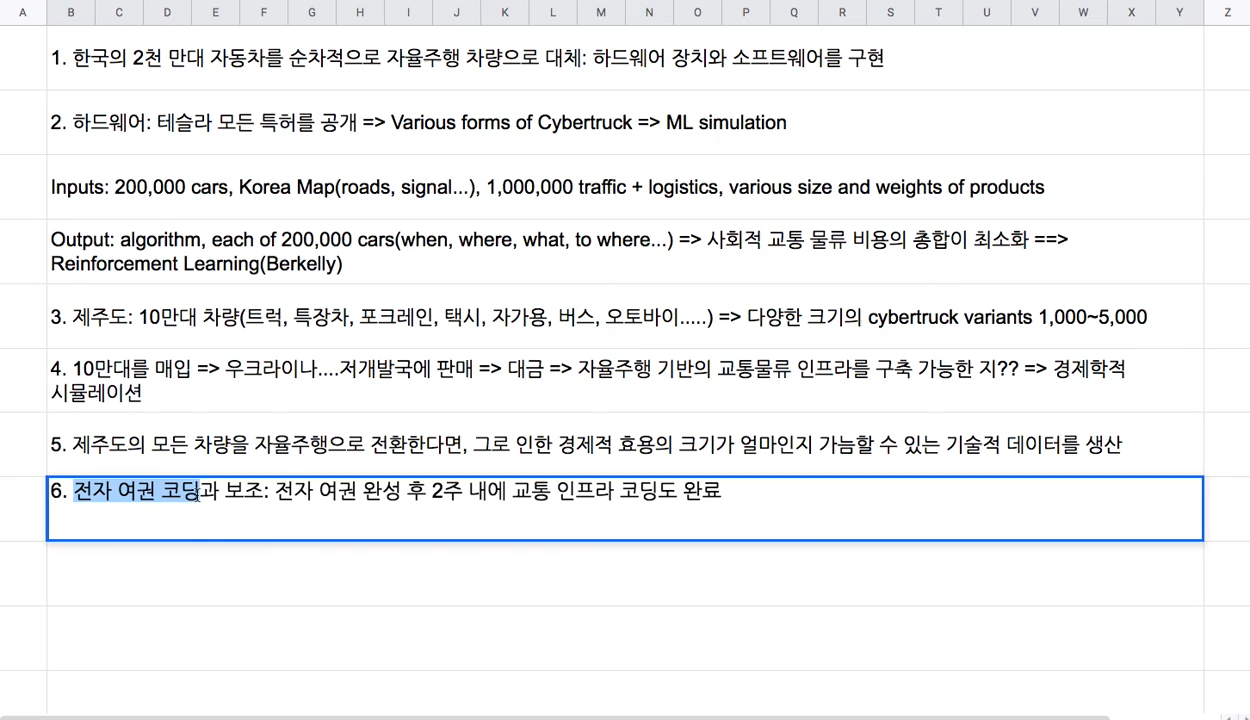 A B C D E F G H I J K L M N O P Q R S T U V W X Y Z
1. 한국의 2천 만대 자동차를 순차적으로 자율주행 차량으로 대체: 하드웨어 장치와 소프트웨어를 구현
2. 하드웨어: 테슬라 모든 특허를 공개 => Various forms of Cybertruck => ML simulation
Inputs: 200,000 cars, Korea Map(roads, signal...), 1,000,000 traffic + logistics, various size and weights of products
Output: algorithm, each of 200,000 cars(when, where, what, to where...) => 사회적 교통 물류 비용의 총합이 최소화 ==>
Reinforcement Learning(Berkelly)
3. 제주도: 10만대 차량(트럭, 특장차, 포크레인, 택시, 자가용, 버스, 오토바이.....) => 다양한 크기의 cybertruck variants 1,000~5,000
4. 10만대를 매입 => 우크라이나....저개발국에 판매 => 대금 => 자율주행 기반의 교통물류 인프라를 구축 가능한 지?? => 경제학적
시뮬레이션
5. 제주도의 모든 차량을 자율주행으로 전환한다면, 그로 인한 경제적 효용의 크기가 얼마인지 가늠할 수 있는 기술적 데이터를 생산
6. 전자 여권 코딩과 보조: 전자 여권 완성 후 2주 내에 교통 인프라 코딩도 완료